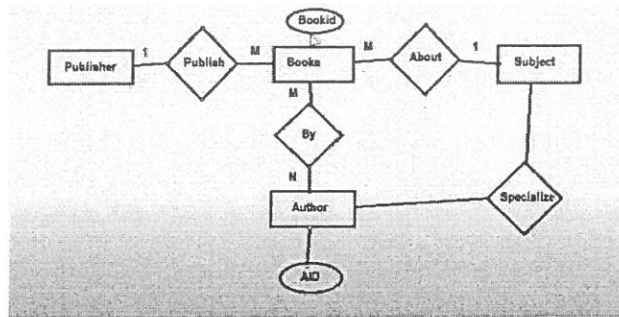 Bookid
Publisher
1
Publish
M
Books
M
About
1
Subject
M
By
N
Author
Specialize
AID